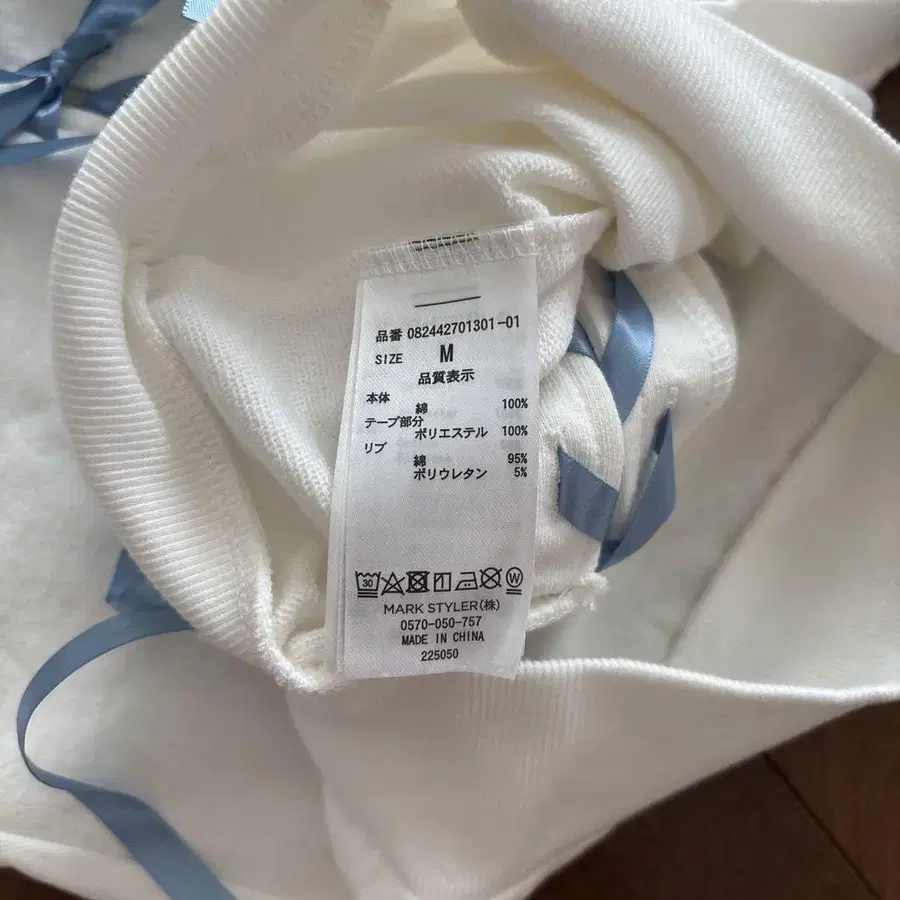 品番 082442701301-01
SIZE M
品質表示
本体
綿 100%
テープ部分
ポリエステル 100%
リブ
綿 95%
ポリウレタン 5%
30
W
MARK STYLER(株)
0570-050-757
MADE IN CHINA
225050